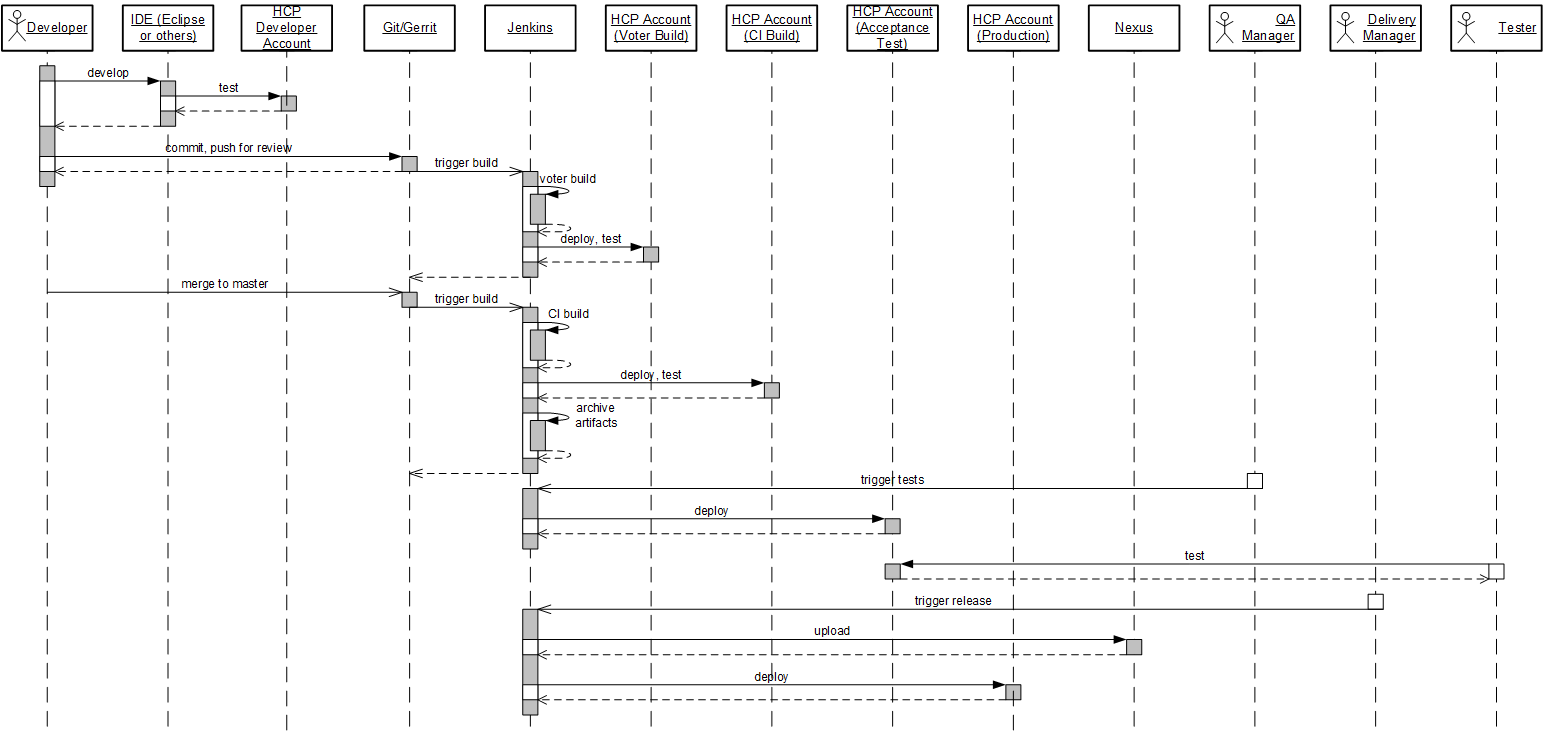 Developer
IDE (Eclipse
or others)
HCP
Developer
Account
Git/Gerrit
Jenkins
HCP Account
(Voter Build)
HCP Account
(CI Build)
HCP Account
(Acceptance
Test)
HCP Account
(Production)
Nexus
QA
Manager
Delivery
Manager
Tester
develop
test
commit, push for review
trigger build
voter build
deploy, test
merge to master
trigger build
CI build
deploy, test
archive
artifacts
trigger tests
deploy
test
trigger release
upload
deploy